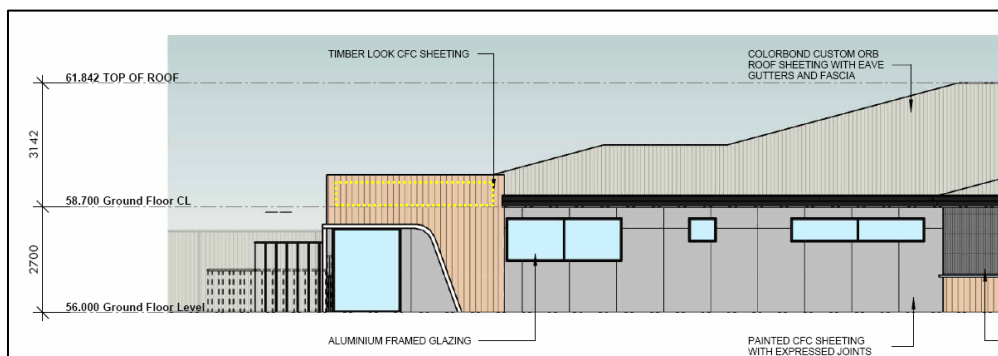 TIMBER LOOK CFC SHEETING
COLORBOND CUSTOM ORB
ROOF SHEETING WITH EAVE
GUTTERS AND FASCIA
61.842 TOP OF ROOF
3142
58.700 Ground Floor CL
2700
56.000 Ground Floor Level
ALUMINIUM FRAMED GLAZING
PAINTED CFC SHEETING
WITH EXPRESSED JOINTS